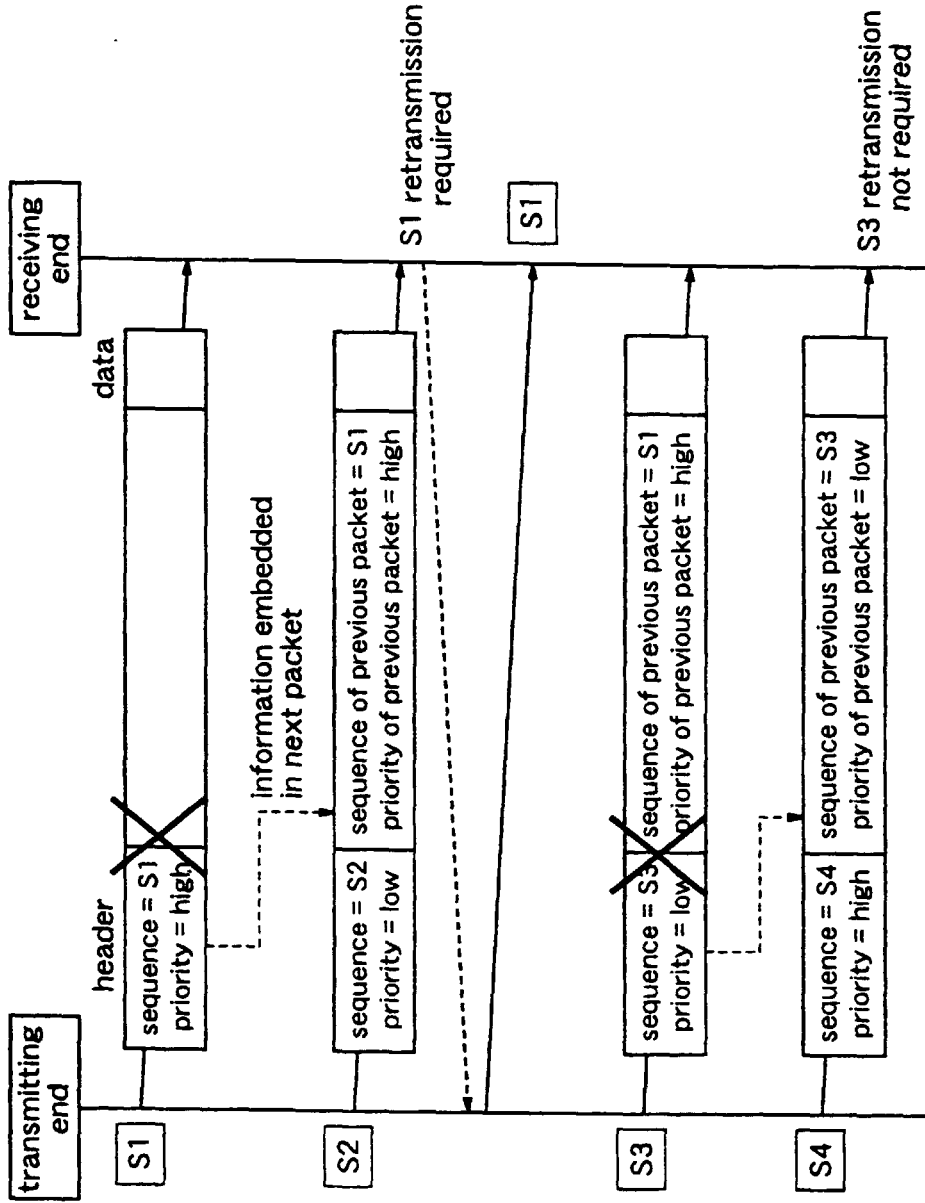 transmitting
end
receiving
end
header
data
S1
sequence = S1
priority = high
information embedded
in next packet
S2
sequence = S2
priority = low
sequence of previous packet = S1
priority of previous packet = high
S1 retransmission
required
S1
S3
sequence = S3
priority = low
sequence of previous packet = S1
priority of previous packet = high
S4
sequence = S4
priority = high
sequence of previous packet = S3
priority of previous packet = low
S3 retransmission
not required